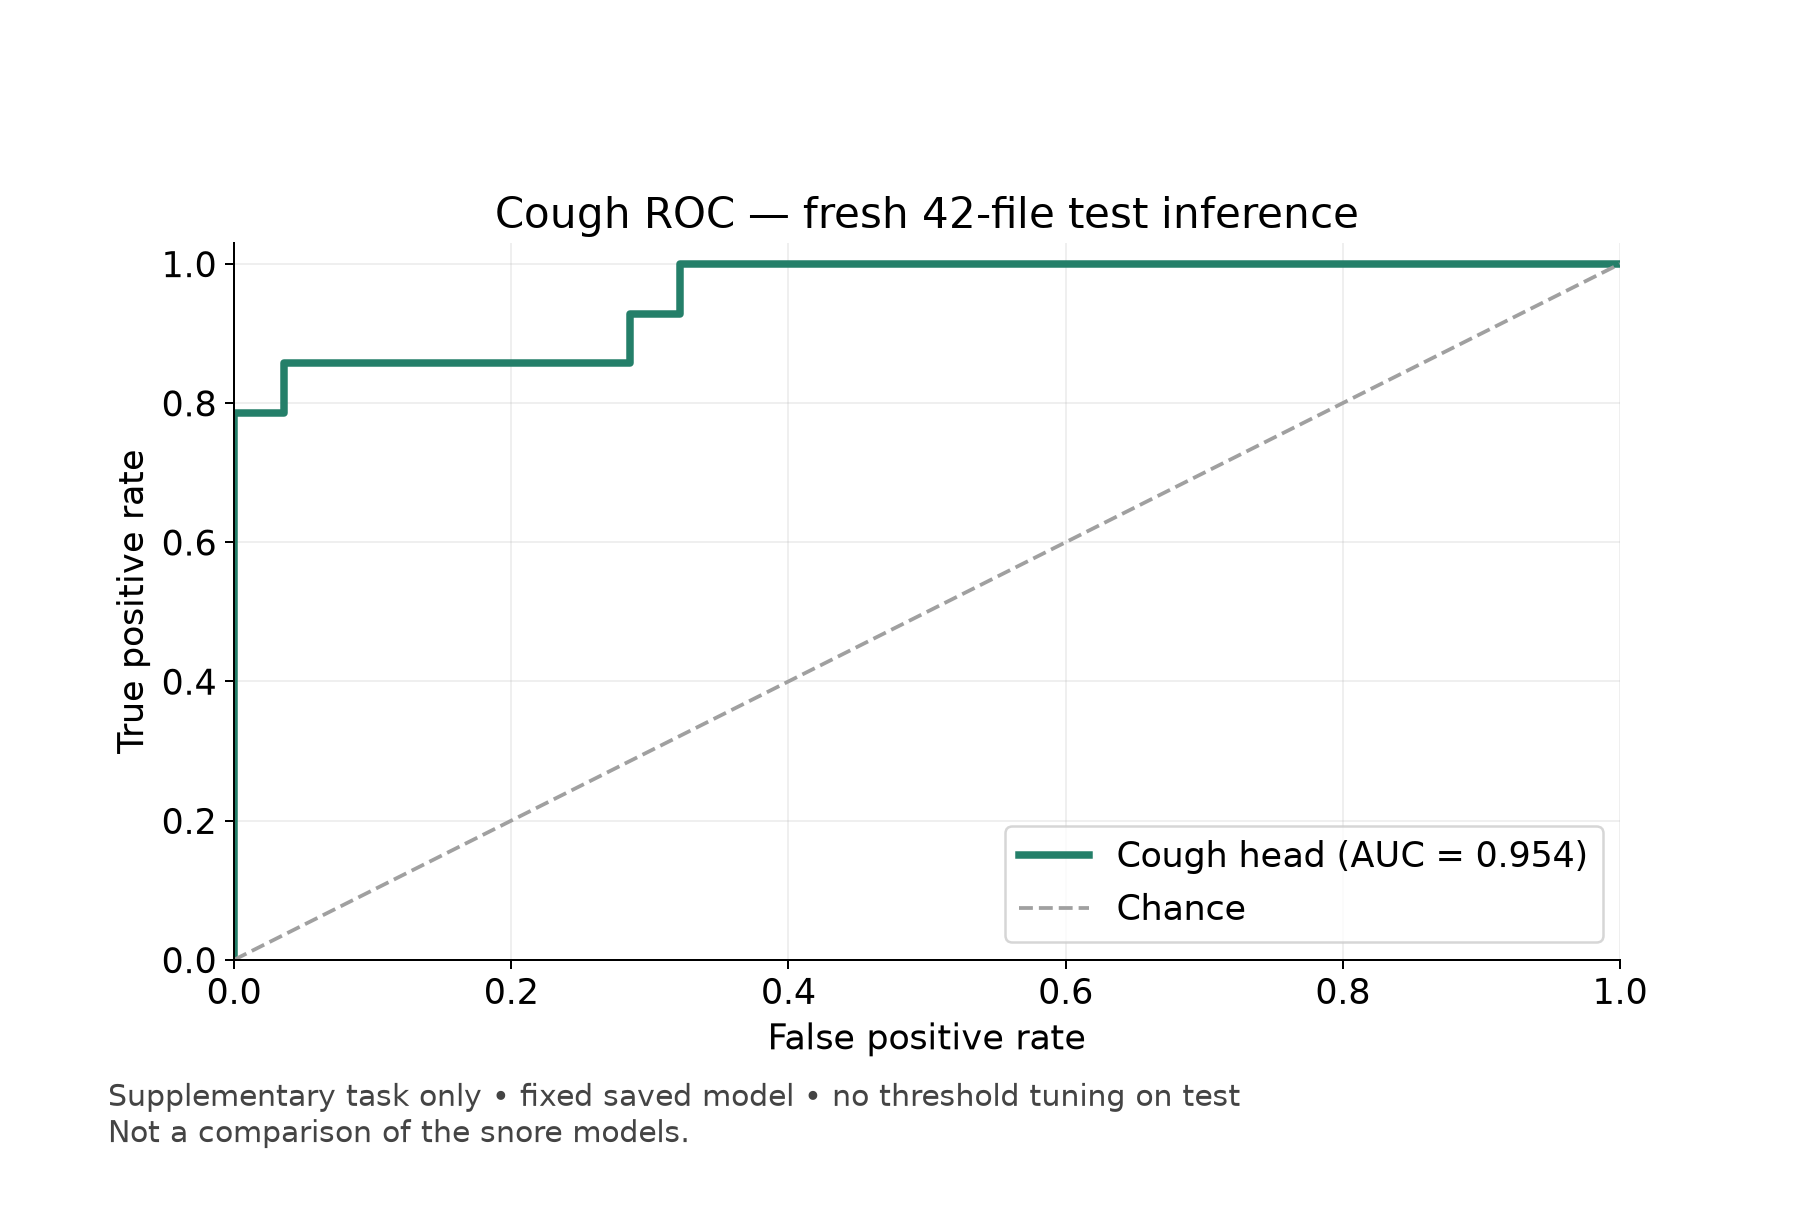 Cough ROC — fresh 42-file test inference
1.0
0.8
0.6
0.4
0.2
0.0
True positive rate
Cough head (AUC = 0.954)
Chance
0.0 0.2 0.4 0.6 0.8 1.0
False positive rate
Supplementary task only • fixed saved model • no threshold tuning on test
Not a comparison of the snore models.